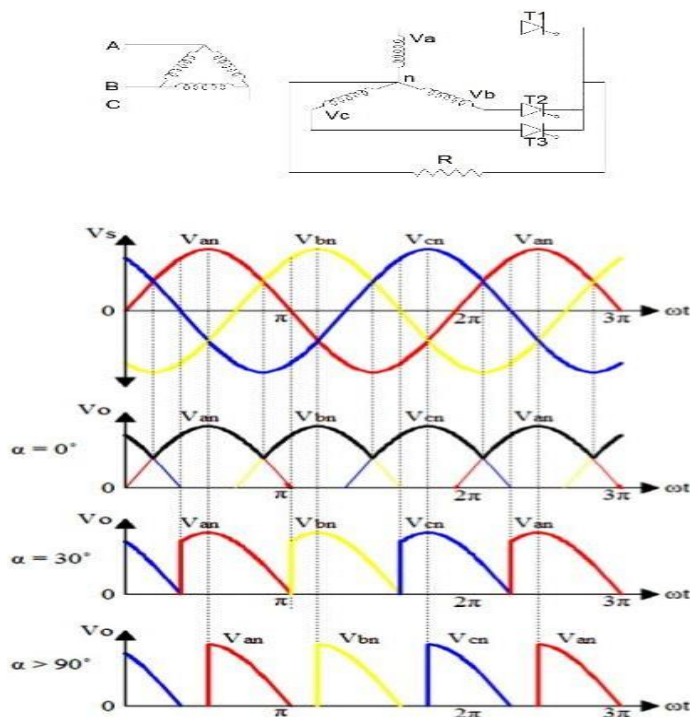 T1
A
Va
n
B
Vb
T2
C
Vc
T3
R
Vs
Van Vbn Vcn Van
0 π 2π 3π ωt
Vo
Van Vbn Vcn Van
α = 0°
0 π 2π 3π ωt
Vo
Van Vbn Vcn Van
α = 30°
0 π 2π 3π ωt
Vo
Van Vbn Vcn Van
α > 90°
0 π 2π 3π ωt